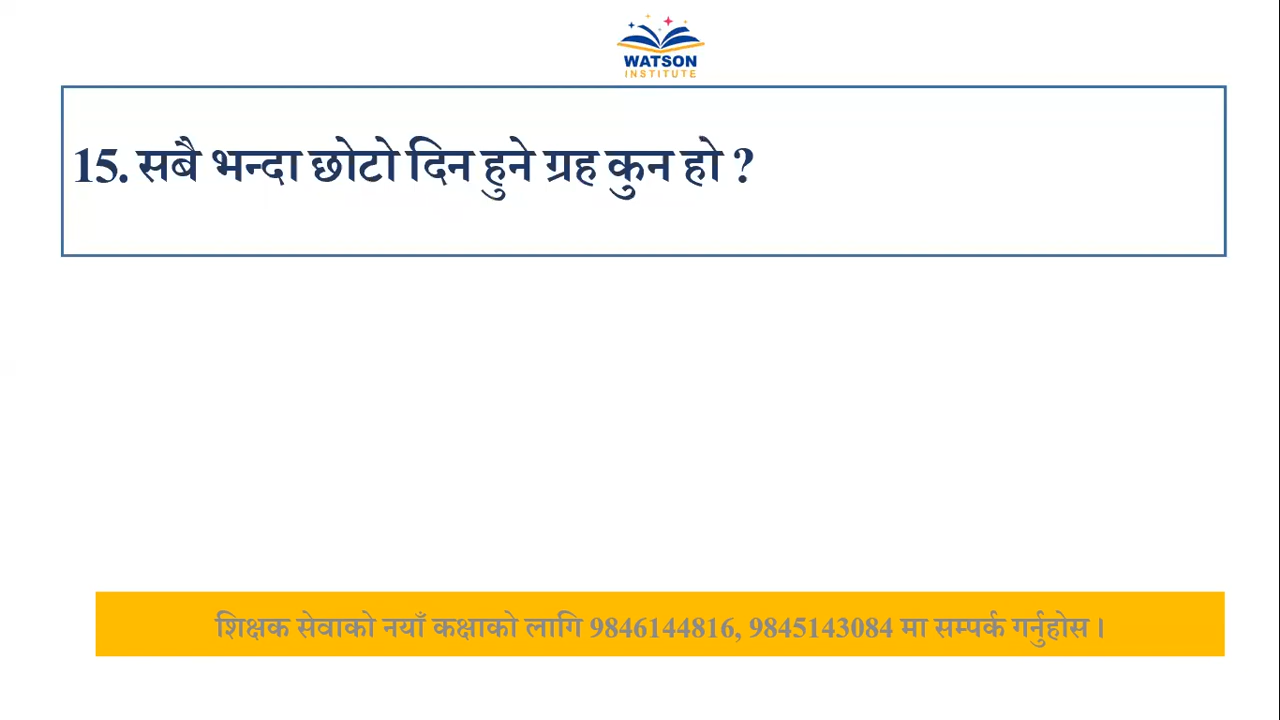 WATSON
INSTITUTE
15. सबै भन्दा छोटो दिन हुने ग्रह कुन हो ?
शिक्षक सेवाको नयाँ कक्षाको लागि 9846144816, 9845143084 मा सम्पर्क गर्नुहोस ।